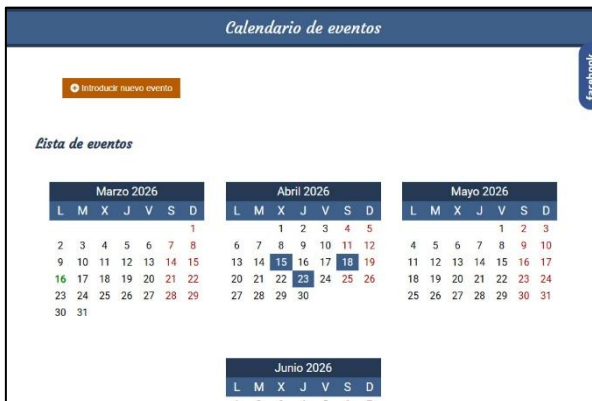 Calendario de eventos
facebook
Introducir nuevo evento
Lista de eventos
Marzo 2026
L M X J V S D
1
2 3 4 5 6 7 8
9 10 11 12 13 14 15
16 17 18 19 20 21 22
23 24 25 26 27 28 29
30 31
Abril 2026
L M X J V S D
1 2 3 4 5
6 7 8 9 10 11 12
13 14 15 16 17 18 19
20 21 22 23 24 25 26
27 28 29 30
Mayo 2026
L M X J V S D
1 2 3
4 5 6 7 8 9 10
11 12 13 14 15 16 17
18 19 20 21 22 23 24
25 26 27 28 29 30 31
Junio 2026
L M X J V S D